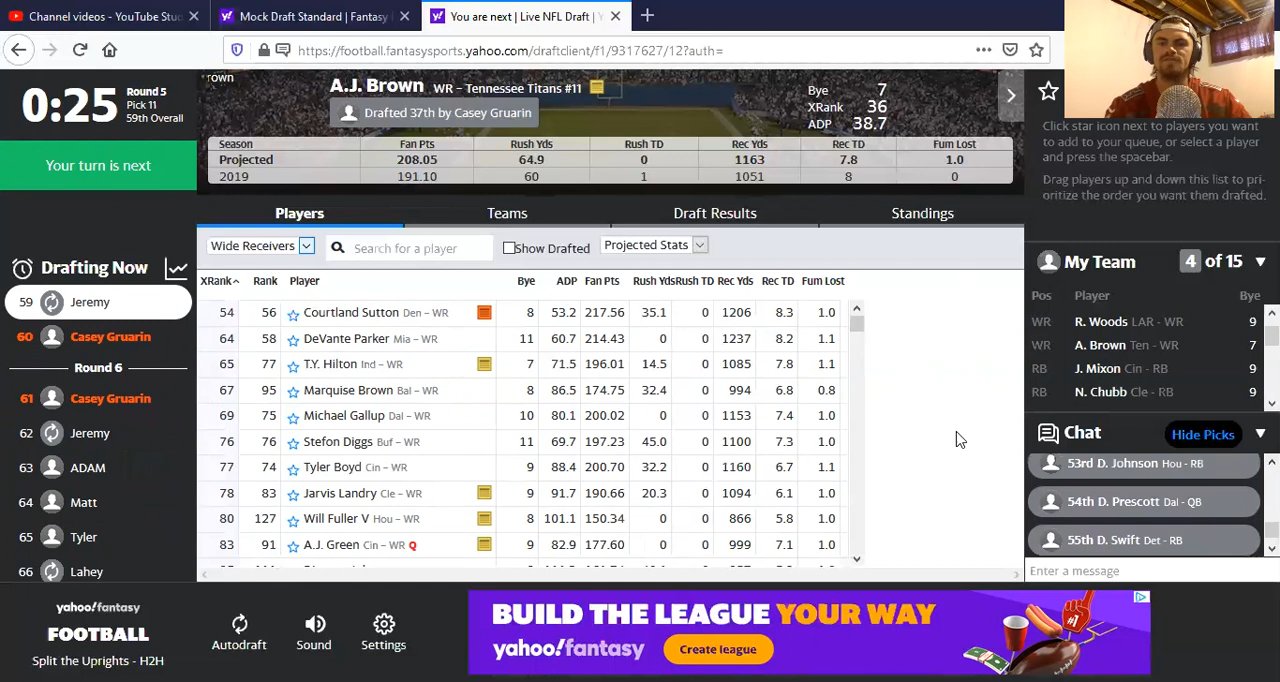 Channel videos - YouTube Stu
Mock Draft Standard | Fantasy
You are next | Live NFL Draft |
https://football.fantasysports.yahoo.com/draftclient/f1/9317627/12?auth=
0:25
Round 5
Pick 11
59th Overall
Your turn is next
Drafting Now
59 Jeremy
60 Casey Gruarin
Round 6
61 Casey Gruarin
62 Jeremy
63 ADAM
64 Matt
65 Tyler
66 Lahey
rown
A.J. Brown WR - Tennessee Titans #11
Drafted 37th by Casey Gruarin
Bye 7
XRank 36
ADP 38.7
Season Fan Pts Rush Yds Rush TD Rec Yds Rec TD Fum Lost
Projected 208.05 64.9 0 1163 7.8 1.0
2019 191.10 60 1 1051 8 0
Players Teams Draft Results Standings
Wide Receivers Search for a player Show Drafted Projected Stats
XRank Rank Player Bye ADP Fan Pts Rush Yds Rush TD Rec Yds Rec TD Fum Lost
54 56 Courtland Sutton Den - WR 8 53.2 217.56 35.1 0 1206 8.3 1.0
64 58 DeVante Parker Mia - WR 11 60.7 214.43 0 0 1237 8.2 1.1
65 77 T.Y. Hilton Ind - WR 7 71.5 196.01 14.5 0 1085 7.8 1.1
67 95 Marquise Brown Bal - WR 8 86.5 174.75 32.4 0 994 6.8 0.8
69 75 Michael Gallup Dal - WR 10 80.1 200.02 0 0 1153 7.4 1.0
76 76 Stefon Diggs Buf - WR 11 69.7 197.23 45.0 0 1100 7.3 1.0
77 74 Tyler Boyd Cin - WR 9 88.4 200.70 32.2 0 1160 6.7 1.1
78 83 Jarvis Landry Cle - WR 9 91.7 190.66 20.3 0 1094 6.1 1.0
80 127 Will Fuller V Hou - WR 8 101.1 150.34 0 0 866 5.8 1.0
83 91 A.J. Green Cin - WR Q 9 82.9 177.60 0 0 999 7.1 1.0
Click star icon next to players you want
to add to your queue, or select a player
and press the spacebar.
Drag players up and down this list to pri-
oritize the order you want them drafted.
My Team 4 of 15
Pos Player Bye
WR R. Woods LAR - WR 9
WR A. Brown Ten - WR 7
RB J. Mixon Cin - RB 9
RB N. Chubb Cle - RB 9
Chat Hide Picks
53rd D. Johnson Hou - RB
54th D. Prescott Dal - QB
55th D. Swift Det - RB
Enter a message
yahoo!fantasy
FOOTBALL
Split the Uprights - H2H
Autodraft
Sound
Settings
BUILD THE LEAGUE YOUR WAY
yahoo!fantasy
Create league
#1